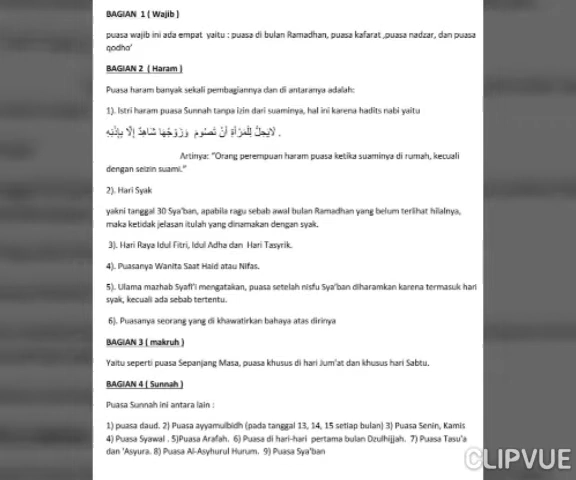 BAGIAN 1 ( Wajib )
puasa wajib ini ada empat yaitu : puasa di bulan Ramadhan, puasa kafarat ,puasa nadzar, dan puasa
qodho'
BAGIAN 2 ( Haram )
Puasa haram banyak sekali pembagiannya dan di antaranya adalah:
1). Istri haram puasa Sunnah tanpa izin dari suaminya, hal ini karena hadits nabi yaitu
لَايَحِلُّ لِلْمَرْأَةِ أَنْ تَصُوْمَ وَزَوْجُهَا شَاهِدٌ إِلَّا بِإِذْنِهِ .
Artinya: "Orang perempuan haram puasa ketika suaminya di rumah, kecuali
dengan seizin suami."
2). Hari Syak
yakni tanggal 30 Sya'ban, apabila ragu sebab awal bulan Ramadhan yang belum terlihat hilalnya,
maka ketidak jelasan itulah yang dinamakan dengan syak.
3). Hari Raya Idul Fitri, Idul Adha dan Hari Tasyrik.
4). Puasanya Wanita Saat Haid atau Nifas.
5). Ulama mazhab Syafi'i mengatakan, puasa setelah nisfu Sya'ban diharamkan karena termasuk hari
syak, kecuali ada sebab tertentu.
6). Puasanya seorang yang di khawatirkan bahaya atas dirinya
BAGIAN 3 ( makruh )
Yaitu seperti puasa Sepanjang Masa, puasa khusus di hari Jum'at dan khusus hari Sabtu.
BAGIAN 4 ( Sunnah )
Puasa Sunnah ini antara lain :
1) puasa daud. 2) Puasa ayyamulbidh (pada tanggal 13, 14, 15 setiap bulan) 3) Puasa Senin, Kamis
4) Puasa Syawal . 5)Puasa Arafah. 6) Puasa di hari-hari pertama bulan Dzulhijjah. 7) Puasa Tasu'a
dan 'Asyura. 8) Puasa Al-Asyhurul Hurum. 9) Puasa Sya'ban
CLIPVUE